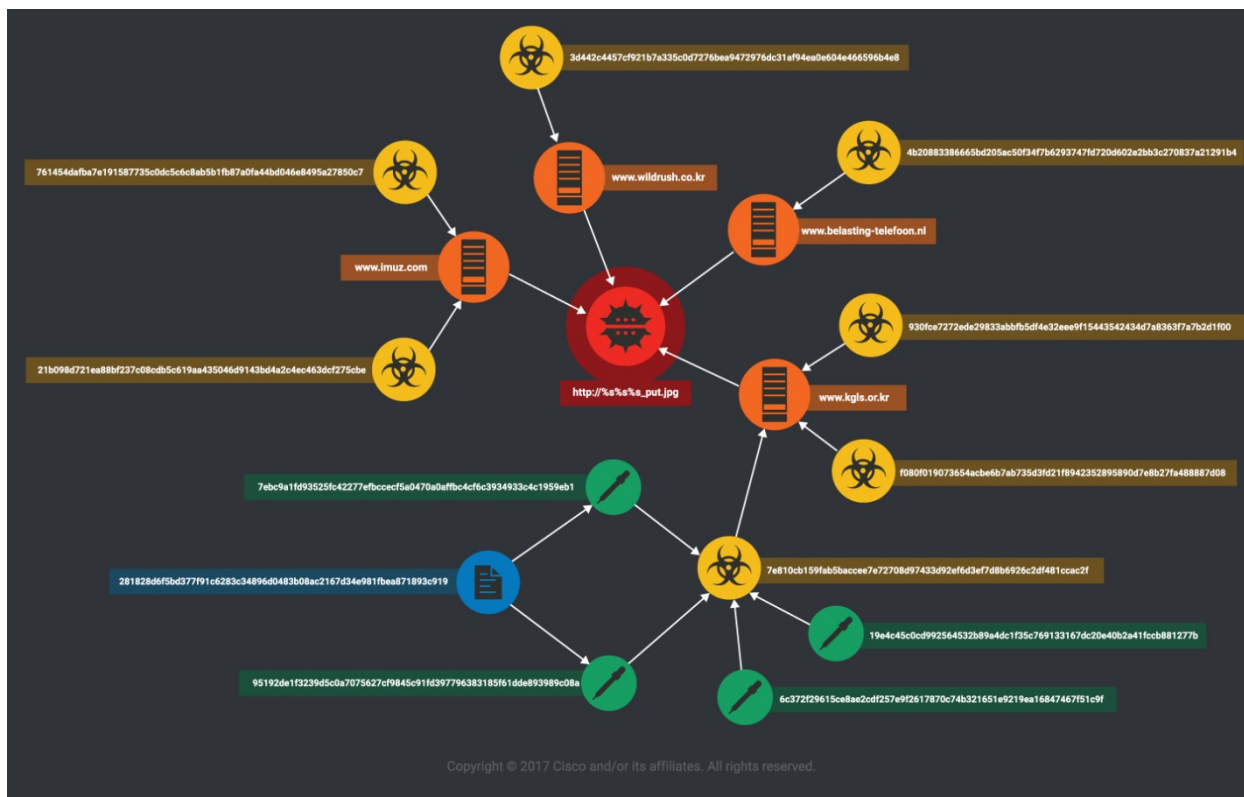 3d442c4457cf921b7a335c0d7276bea9472976dc31af94ea0e604e466596b4e8
4b20883386665bd205ac50f34f7b6293747fd720d602e2bb3c270837a21291b4
761454dafba7e191587735c0dc5c6c8ab5b1fb87a0fa44bd046e8495a27850c7
www.wildrush.co.kr
www.belasting-telefoon.nl
www.imuz.com
930fce7272ede29833abbfb5df4e32eee9f15443542434d7a8363f7a7b2d1f00
21b098d721ea88bf237c08cdb5c619aa435046d9143bd4a2c4ec463dcf275cbe
http://%s%s%s_put.jpg
www.kgls.or.kr
f080f019073654acbe6b7ab735d3fd21f8942352895890d7e8b27fa488887d08
7ebc9a1fd93525fc42277efbccecf5a0470a0affbc4cf6c3934933c4c1959eb1
281828d6f5bd377f91c6283c34896d0483b08ac2167d34e981fbea871893c919
7e810cb159fab5baccee7e72708d97433d92ef6d3ef7d8b6926c2df481ccac2f
19e4c45c0cd992564532b89a4dc1f35c769133167dc20e40b2a41fccb881277b
95192de1f3239d5c0a7075627cf9845c91fd397796383185f61dde893989c08a
6c372f29615ce8ae2cdf257e9f2617870c74b321651e9219ea16847467f51c9f
Copyright © 2017 Cisco and/or its affiliates. All rights reserved.